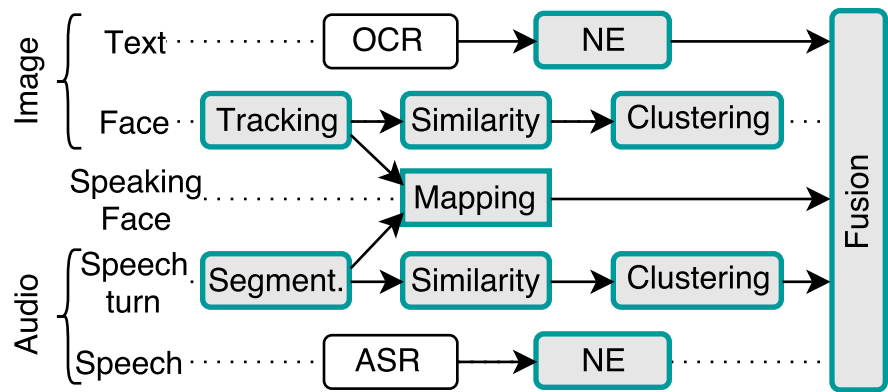 Image
Text
OCR
NE
Face
Tracking
Similarity
Clustering
Speaking
Face
Mapping
Fusion
Audio
Speech
turn
Segment.
Similarity
Clustering
Speech
ASR
NE